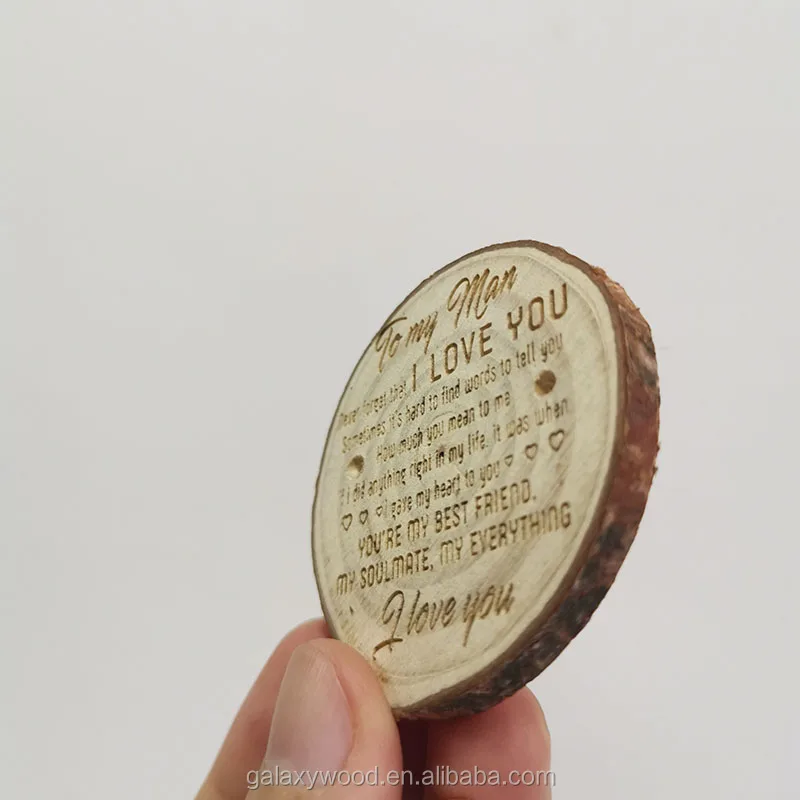 To my Man
Never forget that I LOVE YOU
Sometimes it's hard to find words to tell you
How much you mean to me
If i did anything right in my life. it was when
I gave my heart to you
YOU'RE MY BEST FRIEND.
MY SOULMATE, MY EVERYTHING
I love you
galaxywood.en.alibaba.com